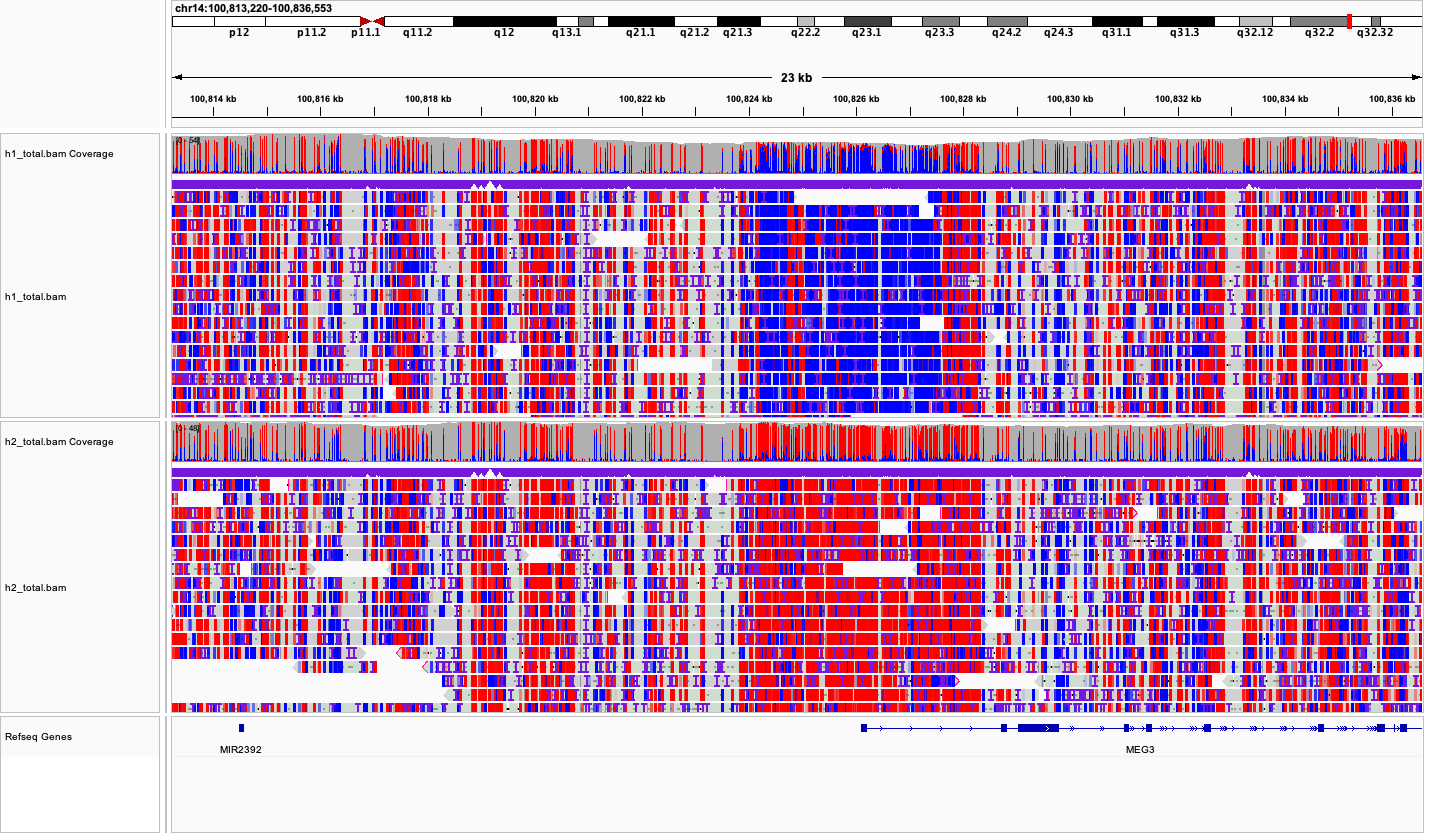 chr14:100,813,220-100,836,553
p12 p11.2 p11.1 q11.2 q12 q13.1 q21.1 q21.2 q21.3 q22.2 q23.1 q23.3 q24.2 q24.3 q31.1 q31.3 q32.12 q32.2 q32.32
23 kb
100,814 kb 100,816 kb 100,818 kb 100,820 kb 100,822 kb 100,824 kb 100,826 kb 100,828 kb 100,830 kb 100,832 kb 100,834 kb 100,836 kb
[0 - 54]
h1_total.bam Coverage
h1_total.bam
[0 - 48]
h2_total.bam Coverage
h2_total.bam
Refseq Genes
MIR2392 MEG3